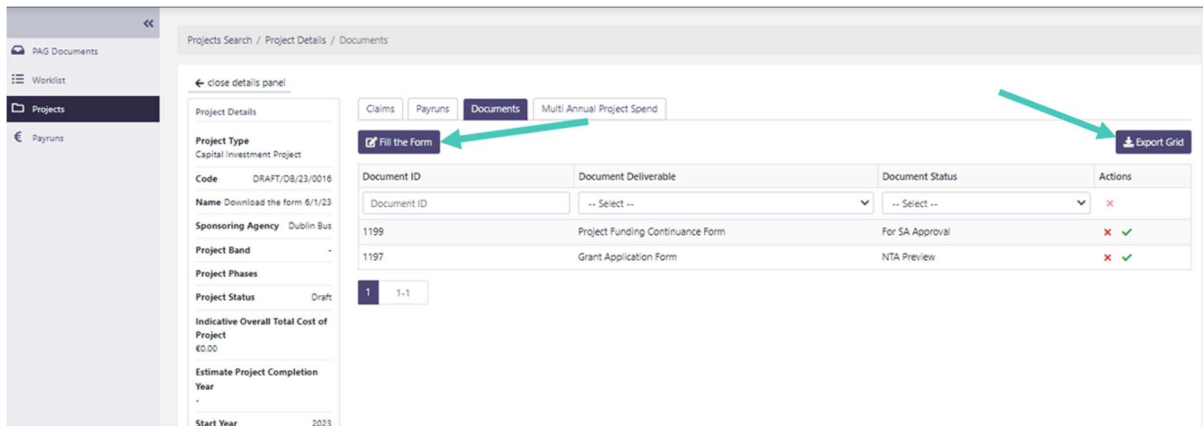 PAG Documents
Worklist
Projects
Payruns
Projects Search / Project Details / Documents
close details panel
Project Details
Project Type
Capital Investment Project
Code DRAFT/DB/23/0016
Name Download the form 6/1/23
Sponsoring Agency Dublin Bus
Project Band -
Project Phases
Project Status Draft
Indicative Overall Total Cost of
Project
€0.00
Estimate Project Completion
Year
-
Start Year 2023
Claims Payruns Documents Multi Annual Project Spend
Fill the Form Export Grid
Document ID Document Deliverable Document Status Actions
Document ID -- Select -- -- Select --
1199 Project Funding Continuance Form For SA Approval
1197 Grant Application Form NTA Preview
1 1-1